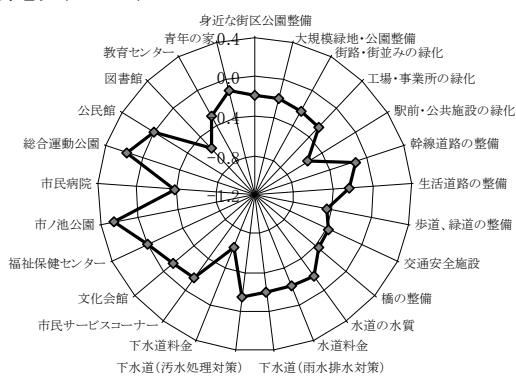 身近な街区公園整備
大規模緑地・公園整備
街路・街並みの緑化
工場・事業所の緑化
駅前・公共施設の緑化
幹線道路の整備
生活道路の整備
歩道、緑道の整備
交通安全施設
橋の整備
水道の水質
水道料金
下水道(雨水排水対策)
下水道(汚水処理対策)
下水道料金
市民サービスコーナー
文化会館
福祉保健センター
市ノ池公園
市民病院
総合運動公園
公民館
図書館
教育センター
青年の家
0.4
0.0
-0.4
-0.8
-1.2